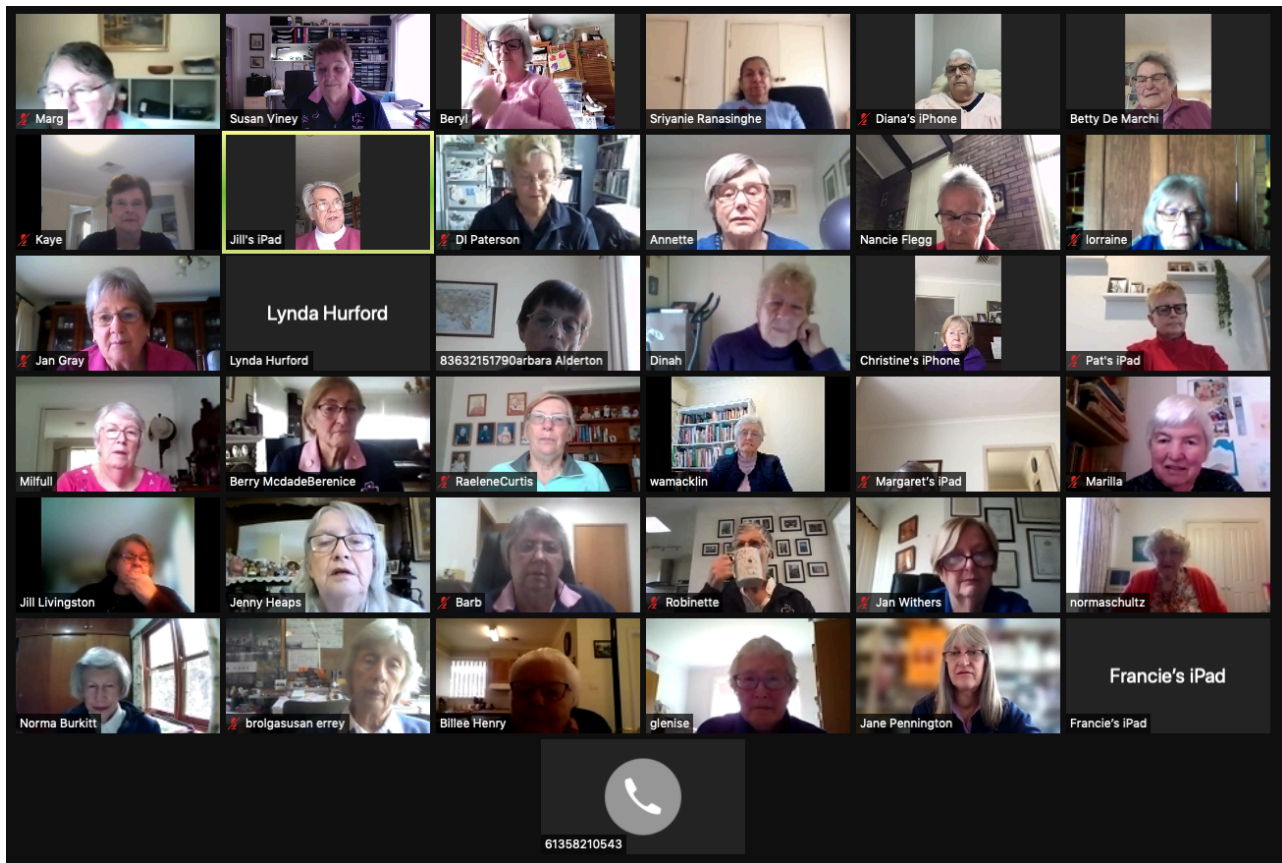 Marg
Susan Viney
Beryl
Sriyanie Ranasinghe
Diana's iPhone
Betty De Marchi
Kaye
Jill's iPad
DI Paterson
Annette
Nancie Flegg
lorraine
Jan Gray
Lynda Hurford
Lynda Hurford
83632151790arbara Alderton
Dinah
Christine's iPhone
Pat's iPad
Milfull
Berry McdadeBerenice
RaeleneCurtis
wamacklin
Margaret's iPad
Marilla
Jill Livingston
Jenny Heaps
Barb
Robinette
Jan Withers
normaschultz
Norma Burkitt
brolgasusan errey
Billee Henry
glenise
Jane Pennington
Francie's iPad
Francie's iPad
61358210543